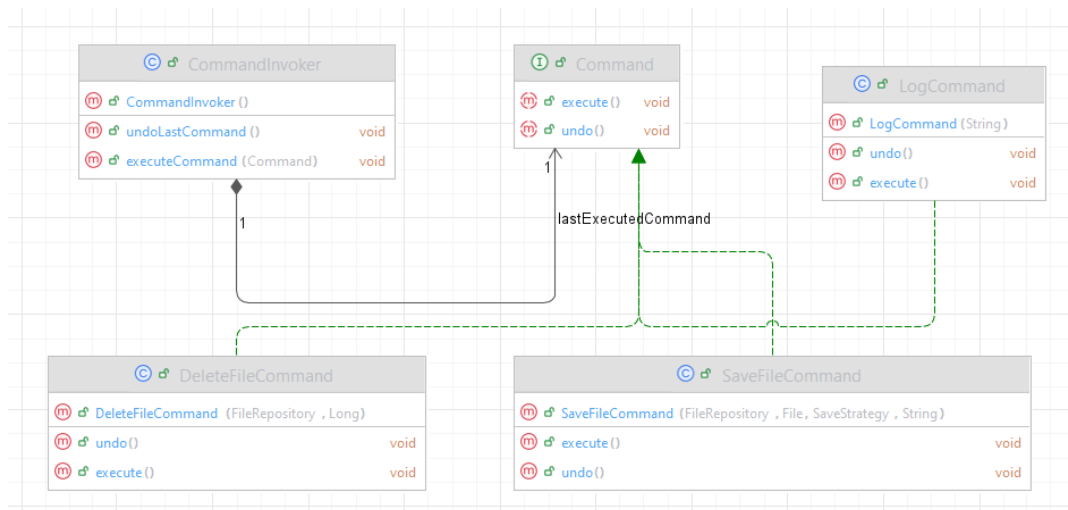 CommandInvoker
CommandInvoker()
undoLastCommand() void
executeCommand(Command) void
Command
execute() void
undo() void
LogCommand
LogCommand(String)
undo() void
execute() void
1
1
lastExecutedCommand
DeleteFileCommand
DeleteFileCommand (FileRepository , Long)
undo() void
execute() void
SaveFileCommand
SaveFileCommand (FileRepository , File, SaveStrategy , String)
execute() void
undo() void